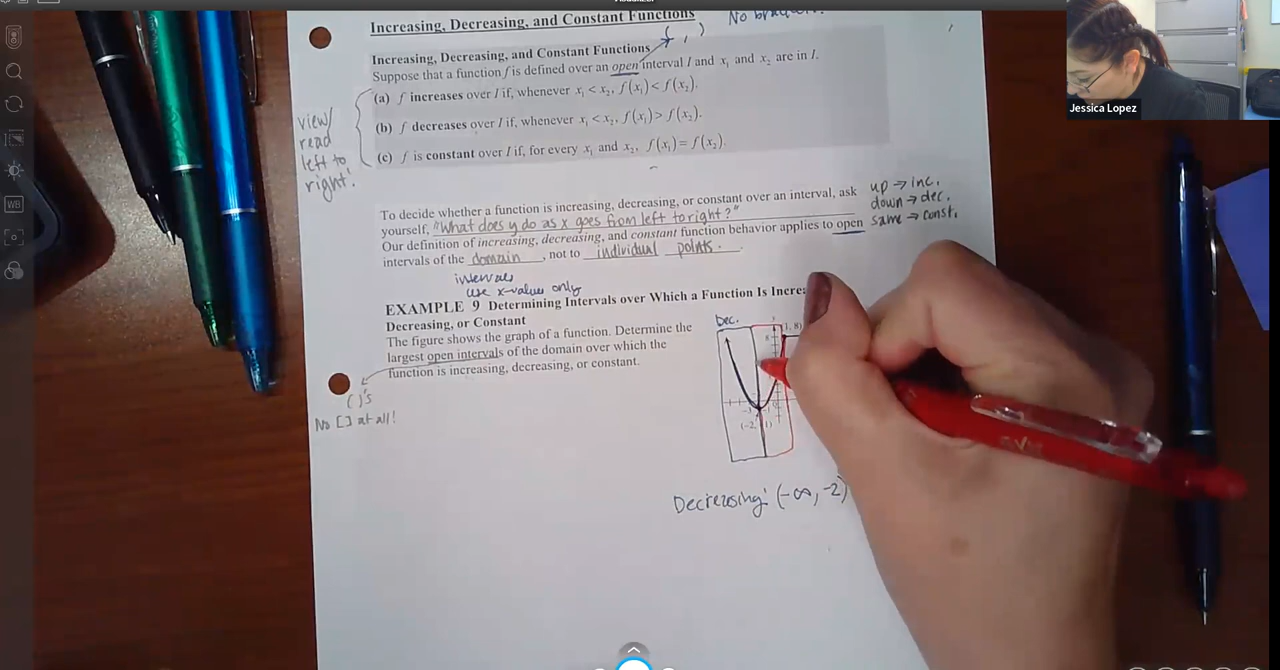 Increasing, Decreasing, and Constant Functions
Increasing, Decreasing, and Constant Functions
Suppose that a function f is defined over an open interval I and x₁ and x₂ are in I.
(a) f increases over I if, whenever x₁ < x₂, f(x₁) < f(x₂).
(b) f decreases over I if, whenever x₁ < x₂, f(x₁) > f(x₂).
(c) f is constant over I if, for every x₁ and x₂, f(x₁) = f(x₂).
view/
read
left to
right!
To decide whether a function is increasing, decreasing, or constant over an interval, ask
yourself, "What does y do as x goes from left to right?"
Our definition of increasing, decreasing, and constant function behavior applies to open
intervals of the domain, not to individual points.
up → inc.
down → dec.
same → const.
intervals
use x-values only
EXAMPLE 9 Determining Intervals over Which a Function Is
Decreasing, or Constant
The figure shows the graph of a function. Determine the
largest open intervals of the domain over which the
function is increasing, decreasing, or constant.
( )'s
No [ ] at all!
Dec.
y
8
(-2, 1)
Decreasing: (-∞, -2)
Jessica Lopez
WB